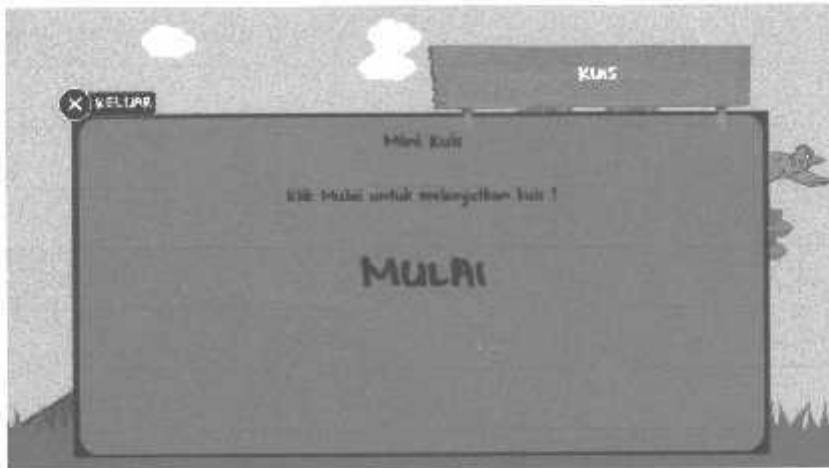 KUIS
KELUAR
Mini Kuis
Klik Mulai untuk melanjutkan kuis !
MULAI